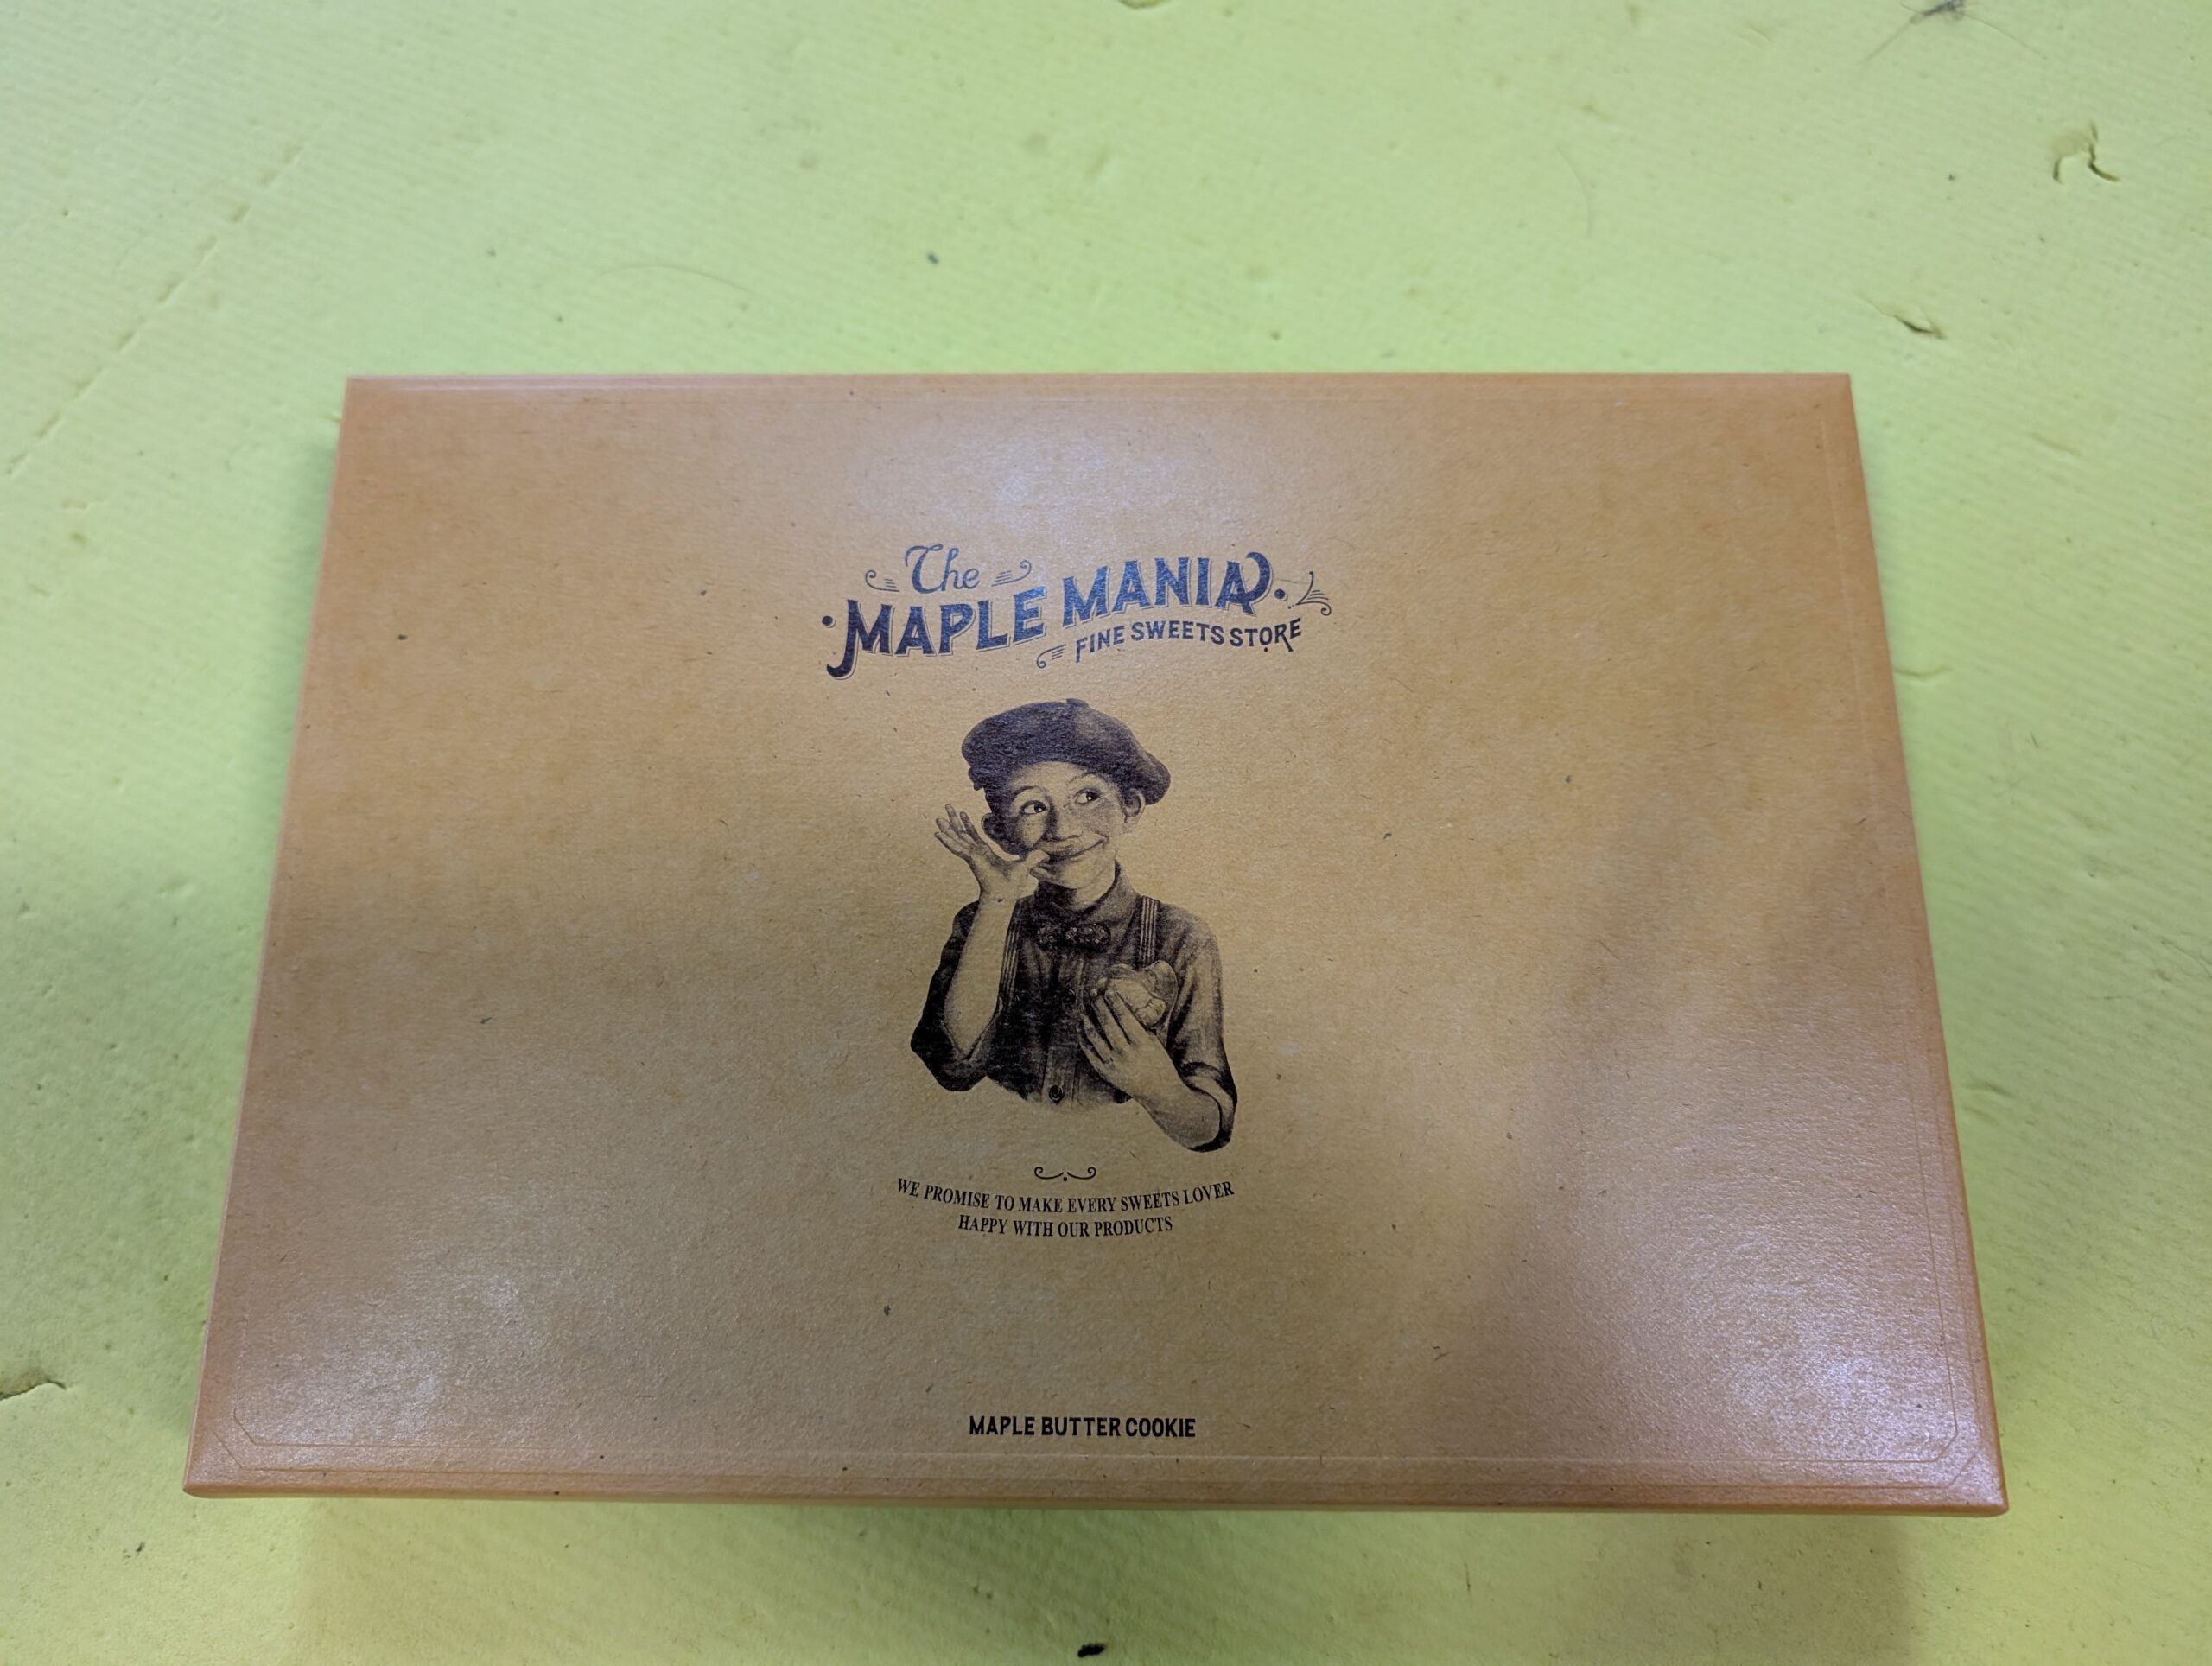 The
MAPLE MANIA
FINE SWEETS STORE
WE PROMISE TO MAKE EVERY SWEETS LOVER
HAPPY WITH OUR PRODUCTS
MAPLE BUTTER COOKIE